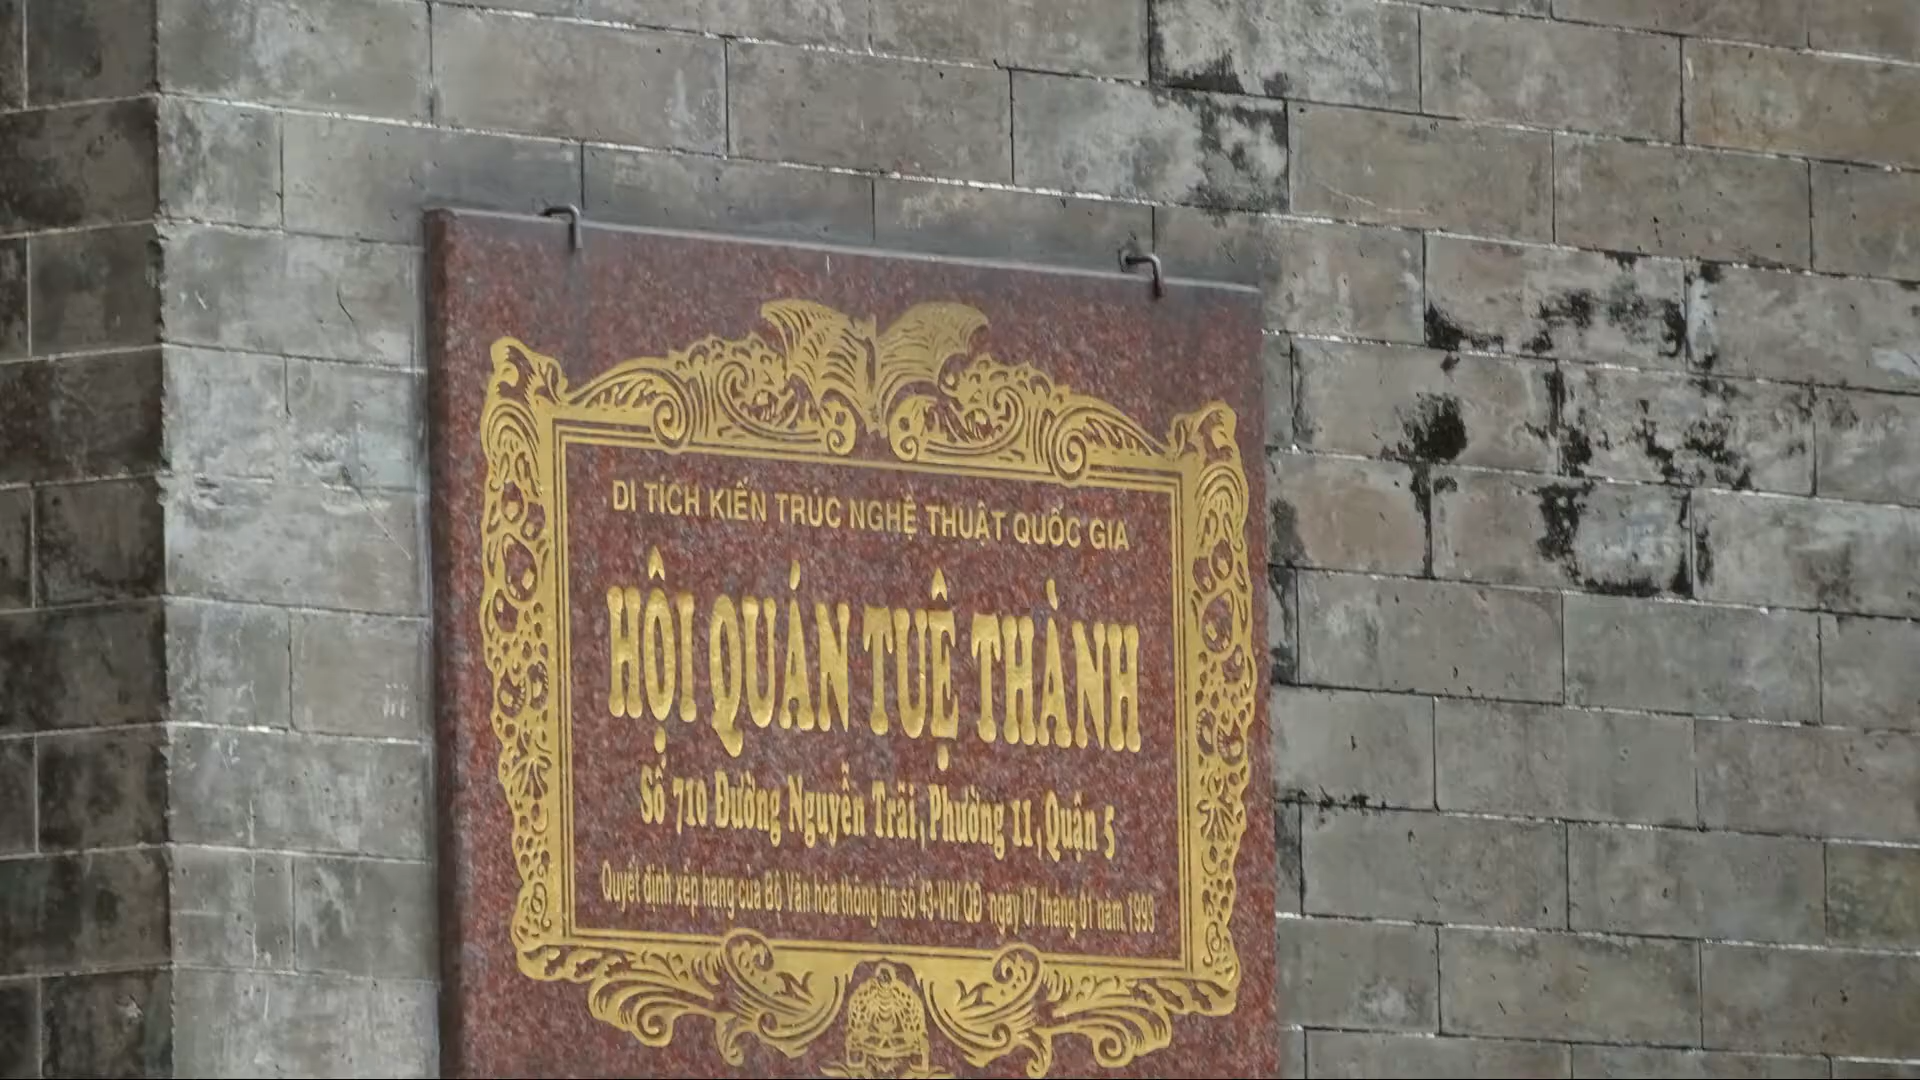 DI TÍCH KIẾN TRÚC NGHỆ THUẬT QUỐC GIA
HỘI QUÁN TUỆ THÀNH
Số 710 Đường Nguyễn Trãi, Phường 11, Quận 5
Quyết định xếp hạng của Bộ Văn hóa thông tin số 43-VH/QĐ ngày 07 tháng 01 năm 1993